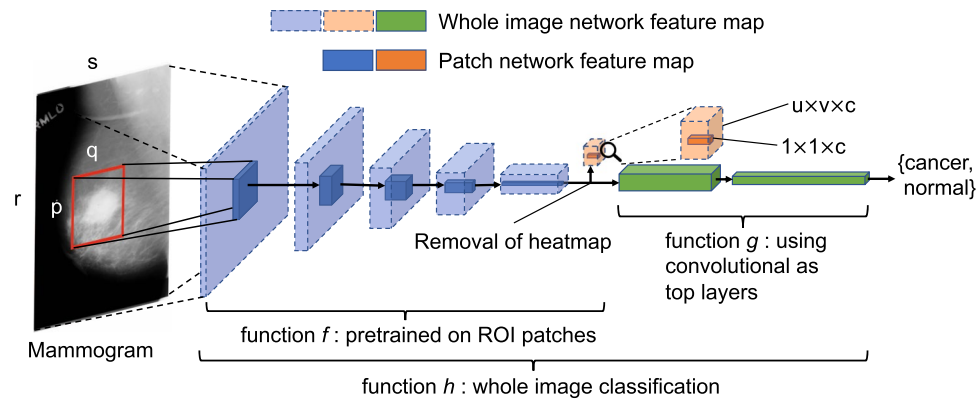 Whole image network feature map
Patch network feature map
s
RMLO
q
r
p
u×v×c
1×1×c
{cancer,
normal}
Removal of heatmap
function g : using
convolutional as
top layers
function f : pretrained on ROI patches
Mammogram
function h : whole image classification